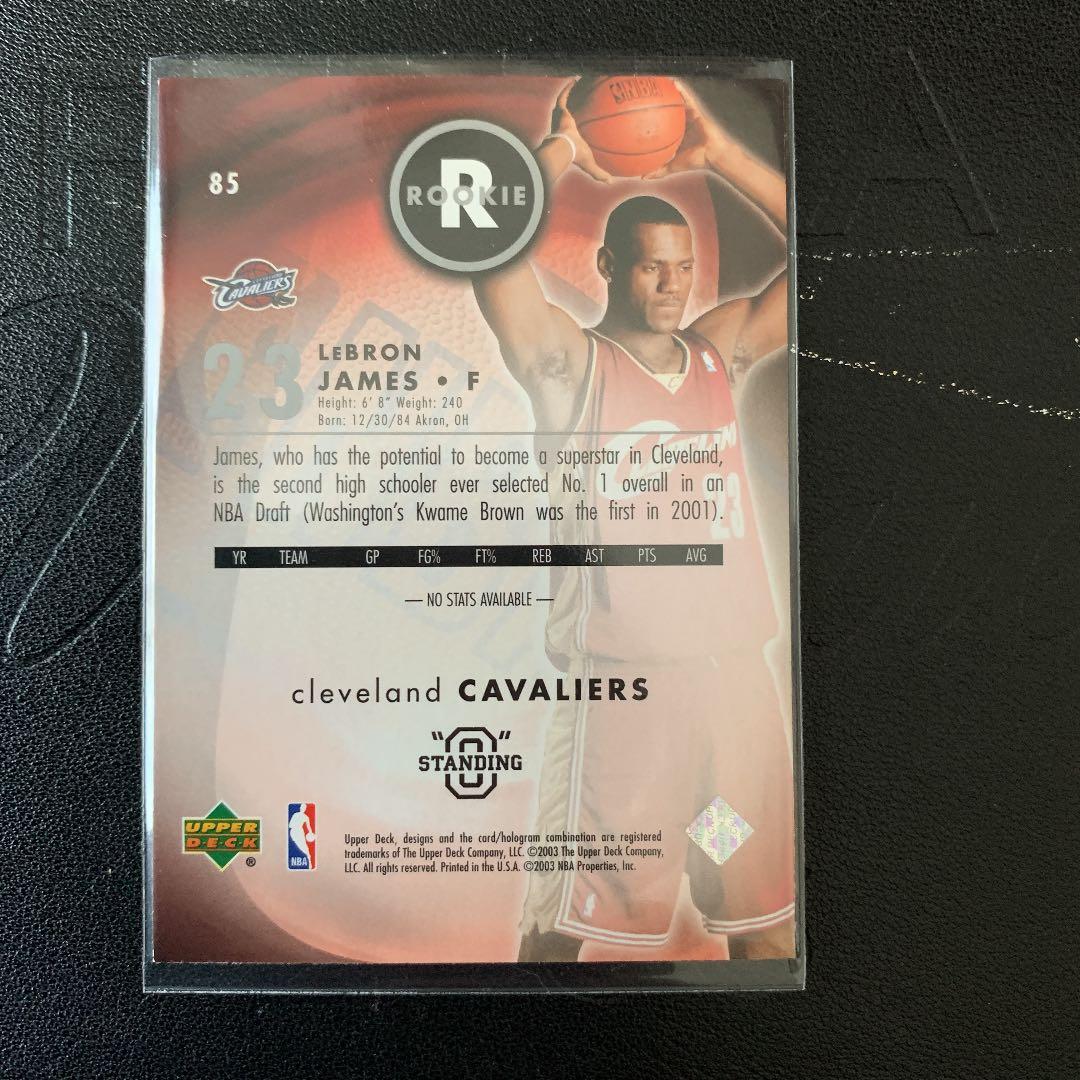 85
R
ROOKIE
CAVALIERS
23
LEBRON
JAMES • F
Height: 6' 8" Weight: 240
Born: 12/30/84 Akron, OH
James, who has the potential to become a superstar in Cleveland,
is the second high schooler ever selected No. 1 overall in an
NBA Draft (Washington's Kwame Brown was the first in 2001).
23
YR TEAM GP FG% FT% REB AST PTS AVG
— NO STATS AVAILABLE —
cleveland CAVALIERS
"O"
STANDING
UPPER
DECK
®
NBA
Upper Deck, designs and the card/hologram combination are registered
trademarks of The Upper Deck Company, LLC. ©2003 The Upper Deck Company,
LLC. All rights reserved. Printed in the U.S.A. ©2003 NBA Properties, Inc.